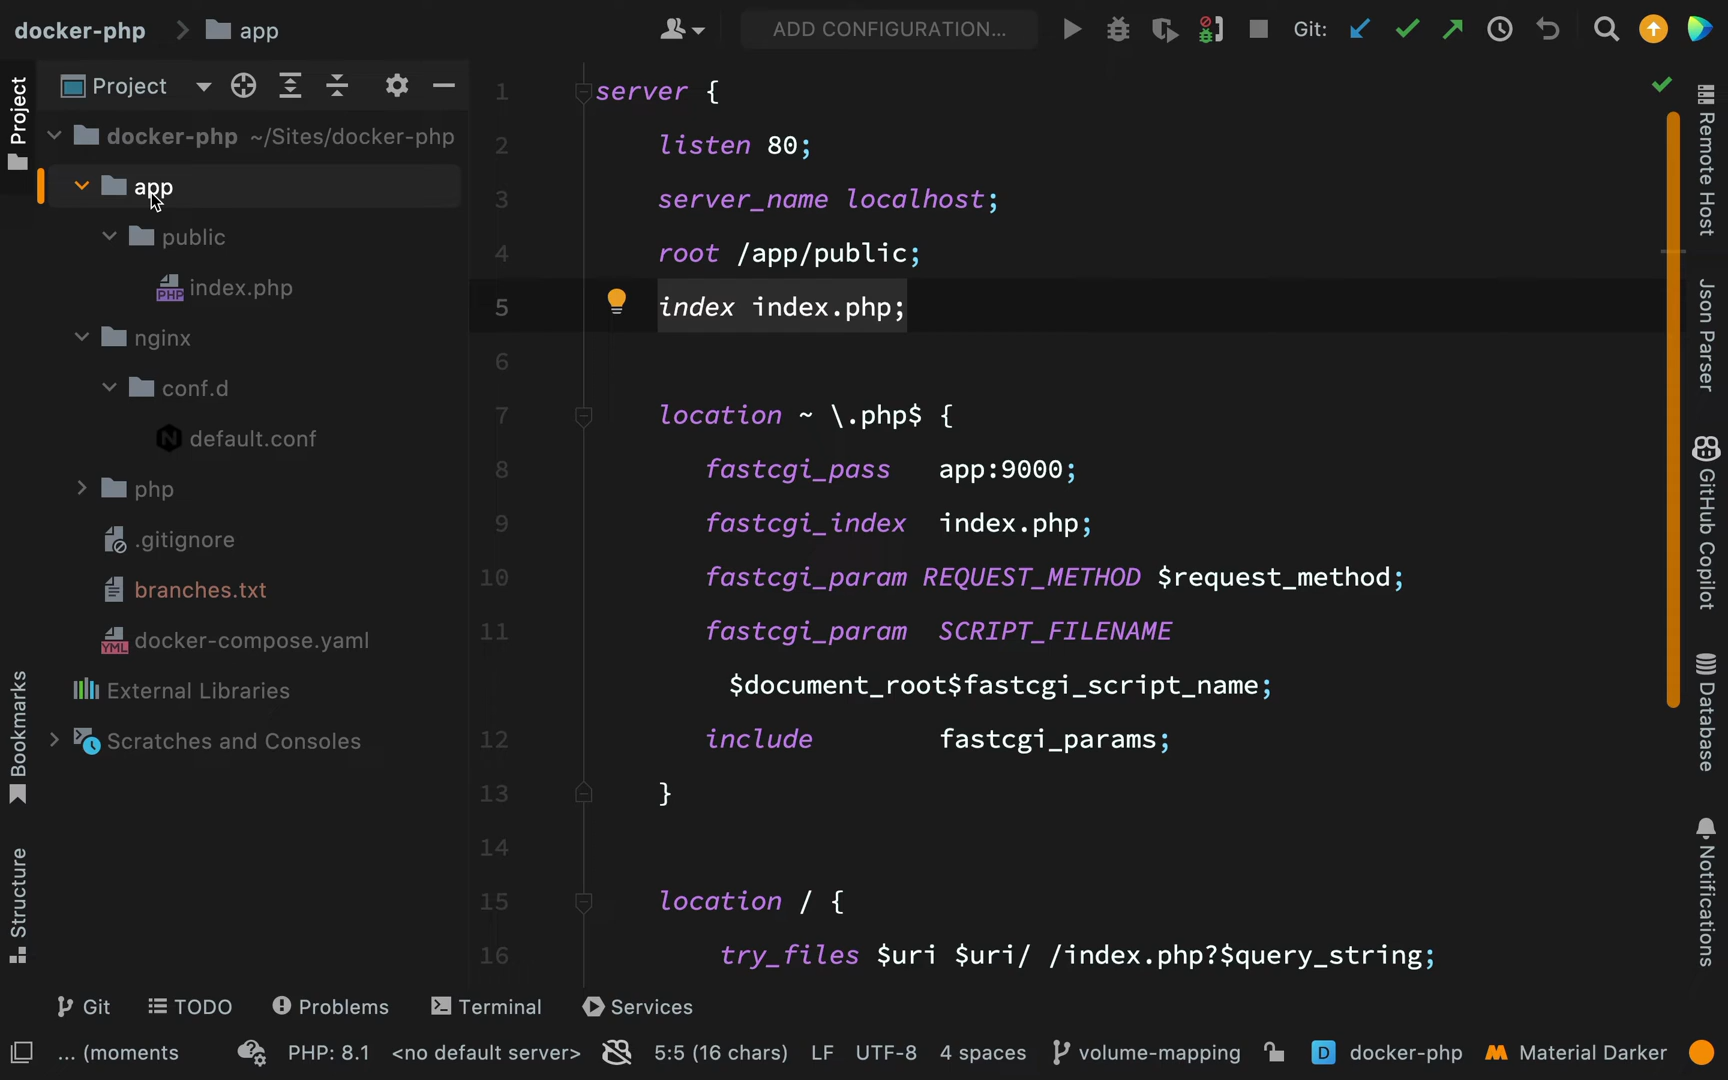 docker-php
app
ADD CONFIGURATION...
Git:
Project
Project
docker-php ~/Sites/docker-php
app
public
index.php
nginx
conf.d
default.conf
php
.gitignore
branches.txt
docker-compose.yaml
External Libraries
Scratches and Consoles
Bookmarks
Structure
1 server {
2 listen 80;
3 server_name localhost;
4 root /app/public;
5 index index.php;
6
7 location ~ \.php$ {
8 fastcgi_pass app:9000;
9 fastcgi_index index.php;
10 fastcgi_param REQUEST_METHOD $request_method;
11 fastcgi_param SCRIPT_FILENAME
$document_root$fastcgi_script_name;
12 include fastcgi_params;
13 }
14
15 location / {
16 try_files $uri $uri/ /index.php?$query_string;
Remote Host
Json Parser
GitHub Copilot
Database
Notifications
Git TODO Problems Terminal Services
... (moments PHP: 8.1 <no default server> 5:5 (16 chars) LF UTF-8 4 spaces volume-mapping D docker-php Material Darker